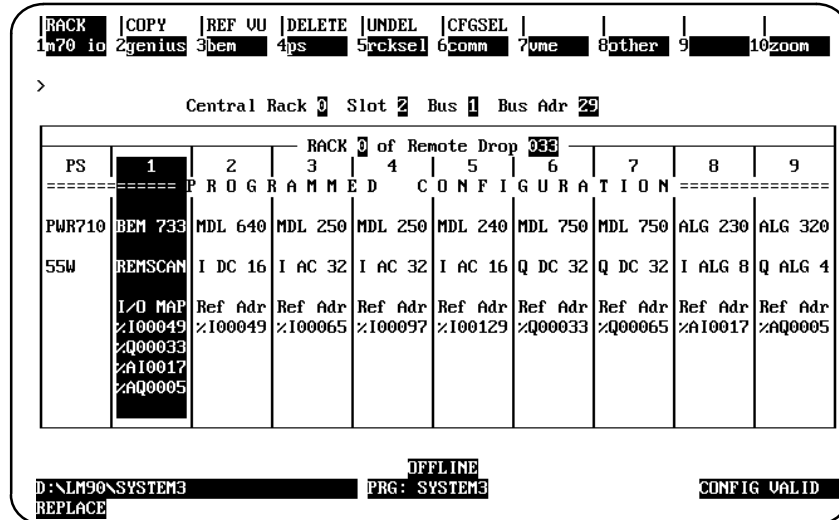 RACK |COPY |REF VU |DELETE |UNDEL |CFGSEL | | | |
1m70 io 2genius 3bem 4ps 5rcksel 6comm 7vme 8other 9 10zoom
>
Central Rack 0 Slot 2 Bus 1 Bus Adr 29
RACK 0 of Remote Drop 033
PS 1 2 3 4 5 6 7 8 9
============= P R O G R A M M E D C O N F I G U R A T I O N ===============
PWR710 BEM 733 MDL 640 MDL 250 MDL 250 MDL 240 MDL 750 MDL 750 ALG 230 ALG 320
55W REMSCAN I DC 16 I AC 32 I AC 32 I AC 16 Q DC 32 Q DC 32 I ALG 8 Q ALG 4
I/O MAP Ref Adr Ref Adr Ref Adr Ref Adr Ref Adr Ref Adr Ref Adr Ref Adr
%I00049 %I00049 %I00065 %I00097 %I00129 %Q00033 %Q00065 %AI0017 %AQ0005
%Q00033
%AI0017
%AQ0005
OFFLINE
D:\LM90\SYSTEM3 PRG: SYSTEM3 CONFIG VALID
REPLACE